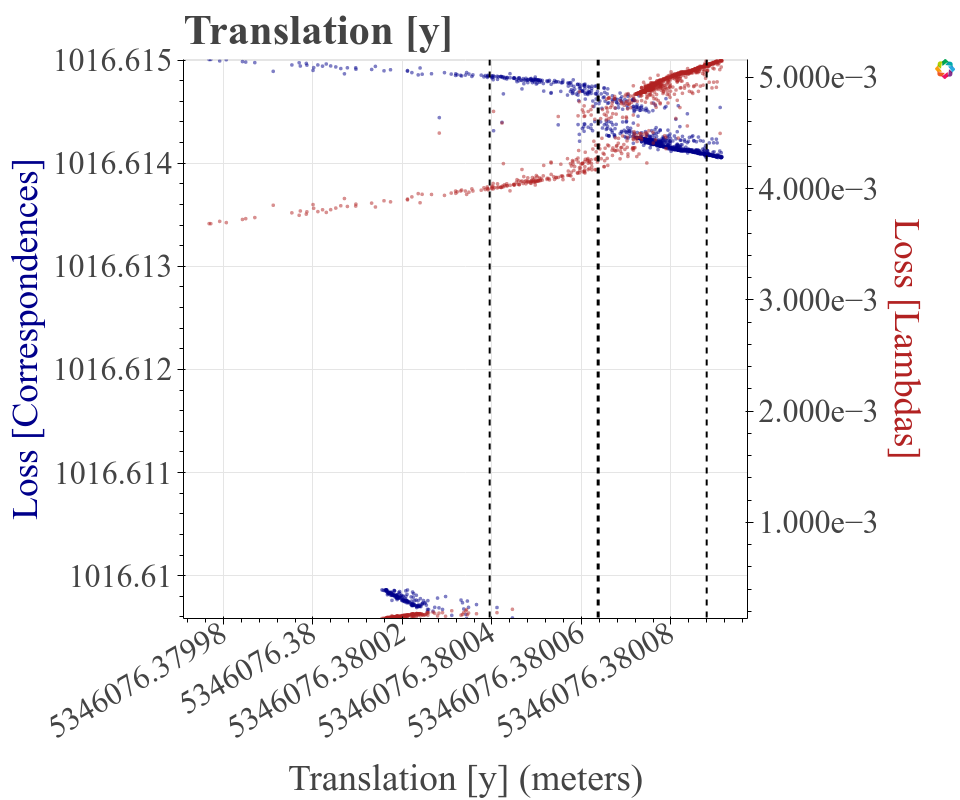 Translation [y]
1016.615
1016.614
1016.613
1016.612
1016.611
1016.61
Loss [Correspondences]
5.000e−3
4.000e−3
3.000e−3
2.000e−3
1.000e−3
Loss [Lambdas]
5346076.37998
5346076.38
5346076.38002
5346076.38004
5346076.38006
5346076.38008
Translation [y] (meters)